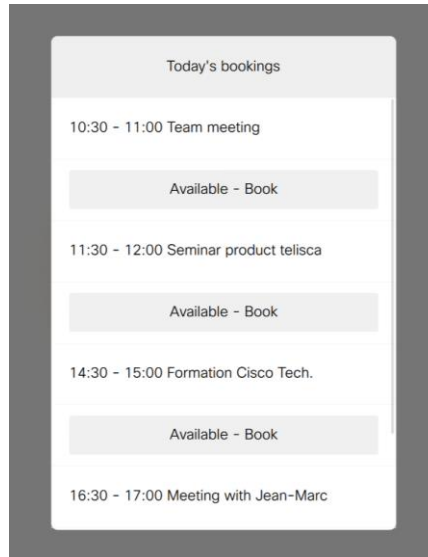 Today's bookings
10:30 - 11:00 Team meeting
Available - Book
11:30 - 12:00 Seminar product telisca
Available - Book
14:30 - 15:00 Formation Cisco Tech.
Available - Book
16:30 - 17:00 Meeting with Jean-Marc